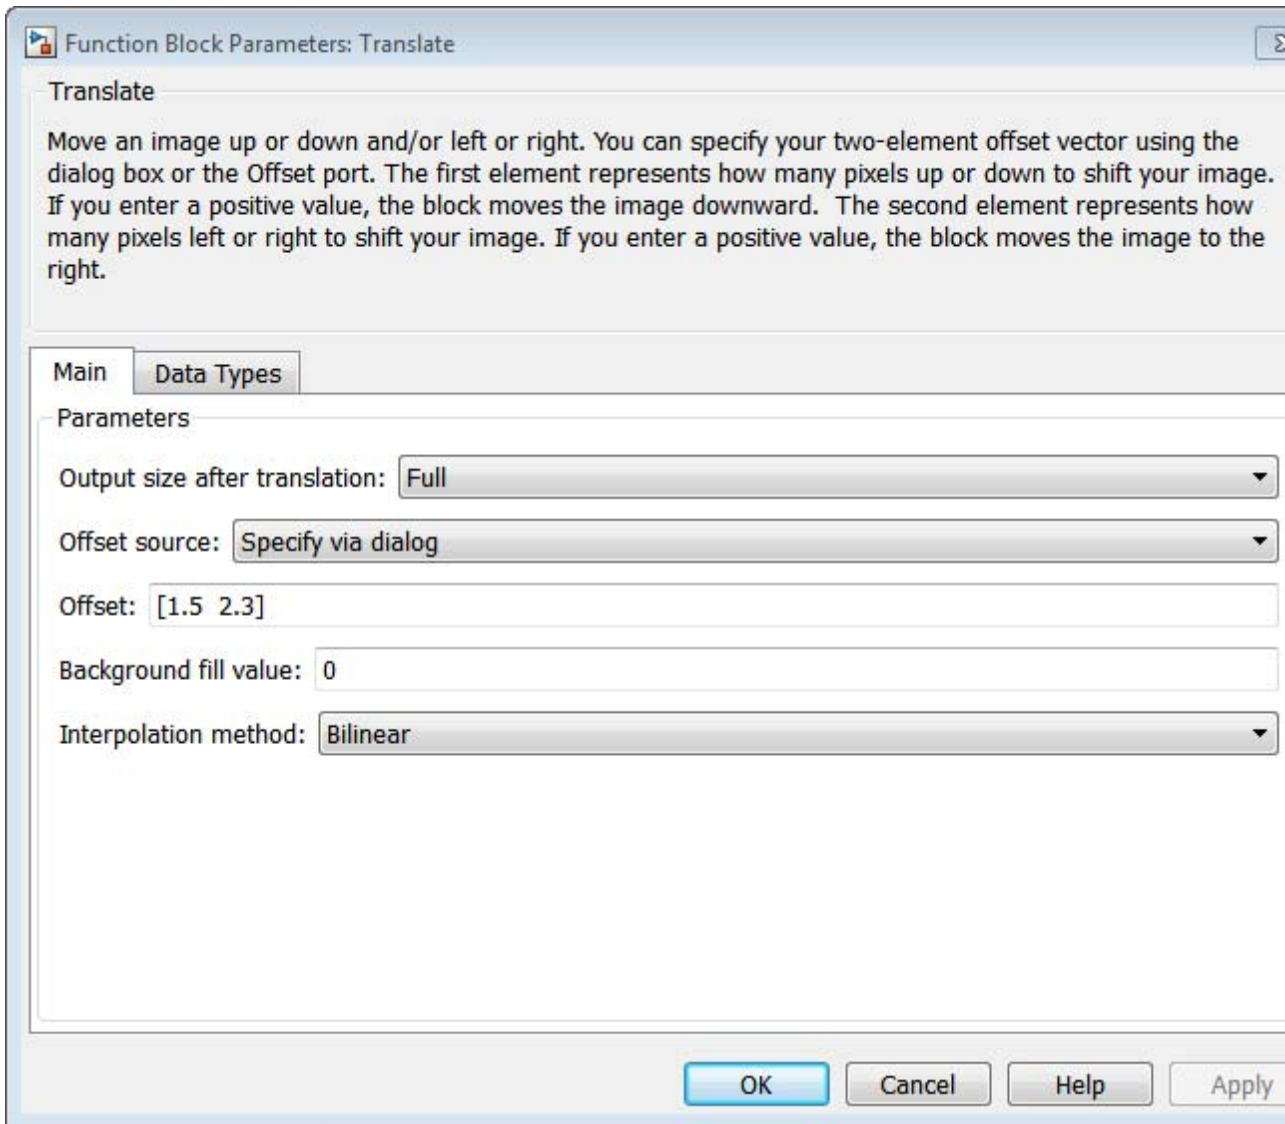 Function Block Parameters: Translate
Translate
Move an image up or down and/or left or right. You can specify your two-element offset vector using the
dialog box or the Offset port. The first element represents how many pixels up or down to shift your image.
If you enter a positive value, the block moves the image downward.  The second element represents how
many pixels left or right to shift your image. If you enter a positive value, the block moves the image to the
right.
Main Data Types
Parameters
Output size after translation: Full
Offset source: Specify via dialog
Offset: [1.5  2.3]
Background fill value: 0
Interpolation method: Bilinear
OK Cancel Help Apply